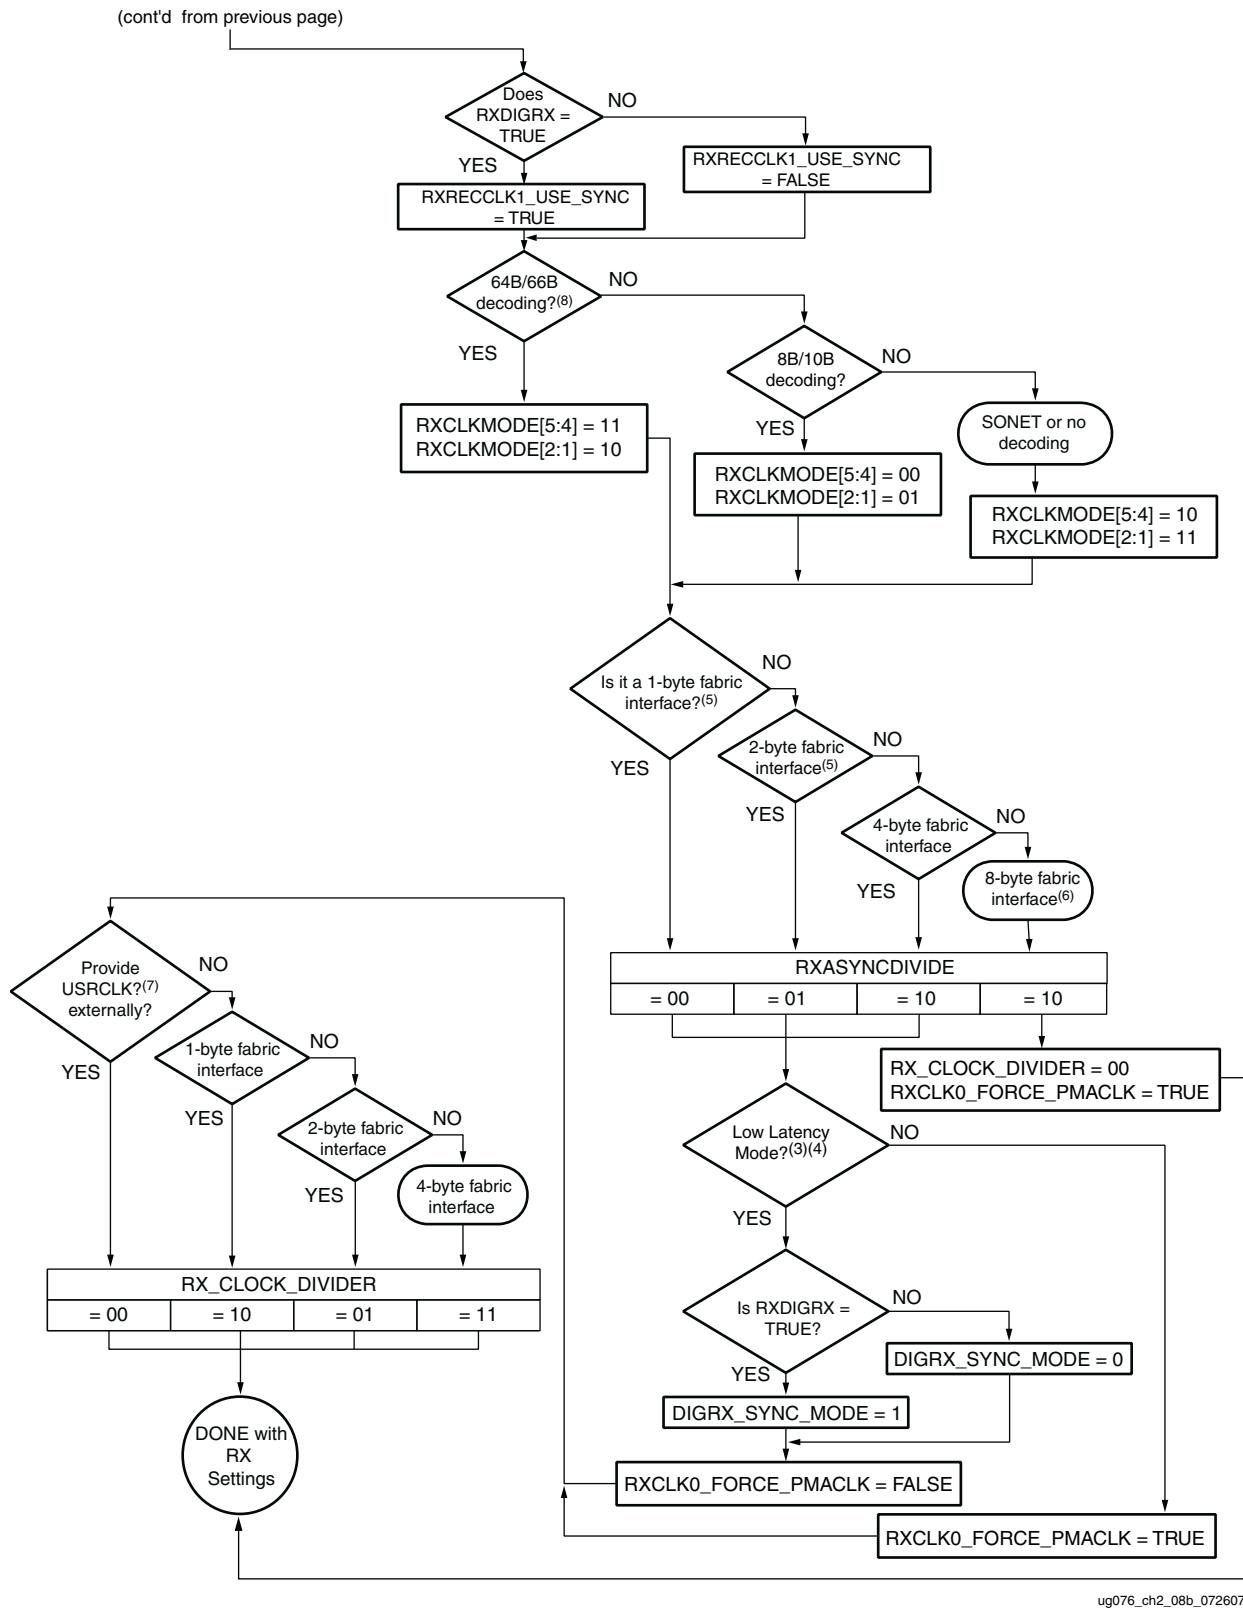 (cont'd from previous page)
Does
RXDIGRX =
TRUE
NO
YES
RXRECCLK1_USE_SYNC
= FALSE
RXRECCLK1_USE_SYNC
= TRUE
64B/66B
decoding?(8)
NO
YES
8B/10B
decoding?
NO
YES
SONET or no
decoding
RXCLKMODE[5:4] = 11
RXCLKMODE[2:1] = 10
RXCLKMODE[5:4] = 00
RXCLKMODE[2:1] = 01
RXCLKMODE[5:4] = 10
RXCLKMODE[2:1] = 11
Is it a 1-byte fabric
interface?(5)
NO
YES
2-byte fabric
interface(5)
NO
YES
4-byte fabric
interface
NO
YES
8-byte fabric
interface(6)
RXASYNCDIVIDE
= 00
= 01
= 10
= 10
RX_CLOCK_DIVIDER = 00
RXCLK0_FORCE_PMACLK = TRUE
Low Latency
Mode?(3)(4)
NO
YES
Is RXDIGRX =
TRUE?
NO
YES
DIGRX_SYNC_MODE = 0
DIGRX_SYNC_MODE = 1
RXCLK0_FORCE_PMACLK = FALSE
RXCLK0_FORCE_PMACLK = TRUE
Provide
USRCLK?(7)
externally?
NO
YES
1-byte fabric
interface
NO
YES
2-byte fabric
interface
NO
YES
4-byte fabric
interface
RX_CLOCK_DIVIDER
= 00
= 10
= 01
= 11
DONE with
RX
Settings
ug076_ch2_08b_072607